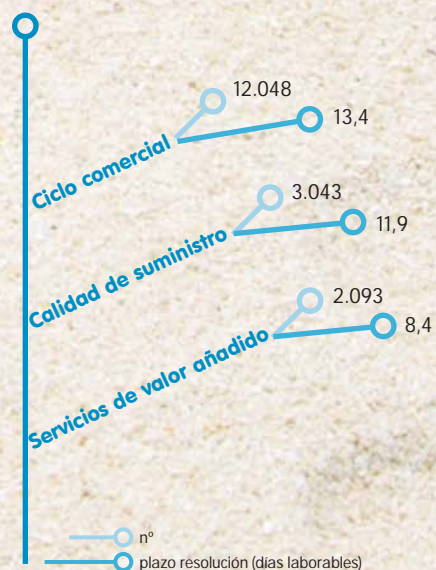 12.048
13,4
Ciclo comercial
3.043
11,9
Calidad de suministro
2.093
8,4
Servicios de valor añadido
nº
plazo resolución (días laborables)